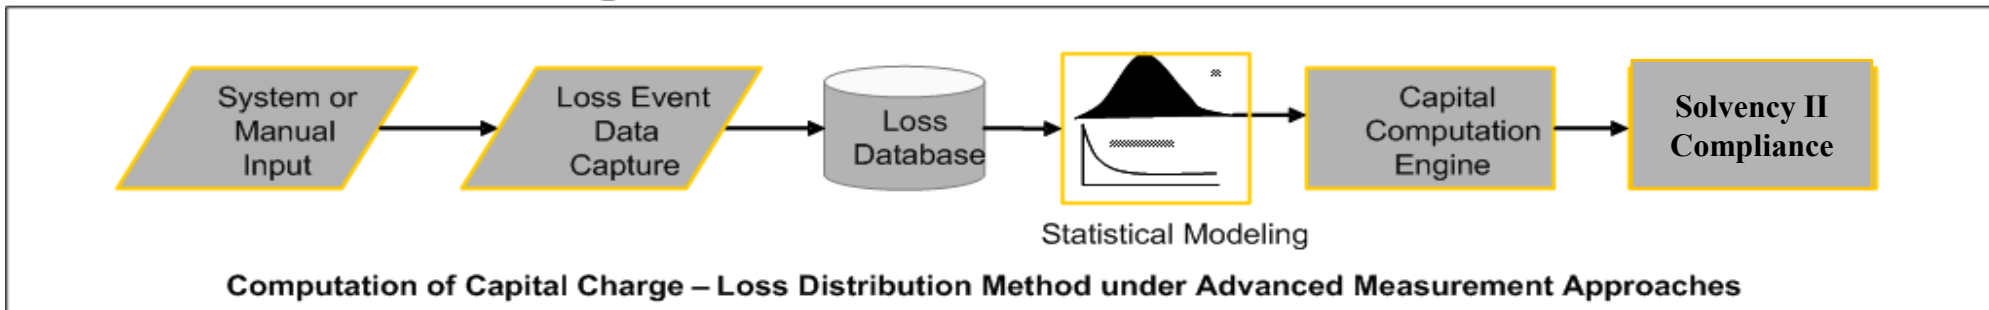 System or
Manual
Input
Loss Event
Data
Capture
Loss
Database
Capital
Computation
Engine
Solvency II
Compliance
Statistical Modeling
Computation of Capital Charge – Loss Distribution Method under Advanced Measurement Approaches